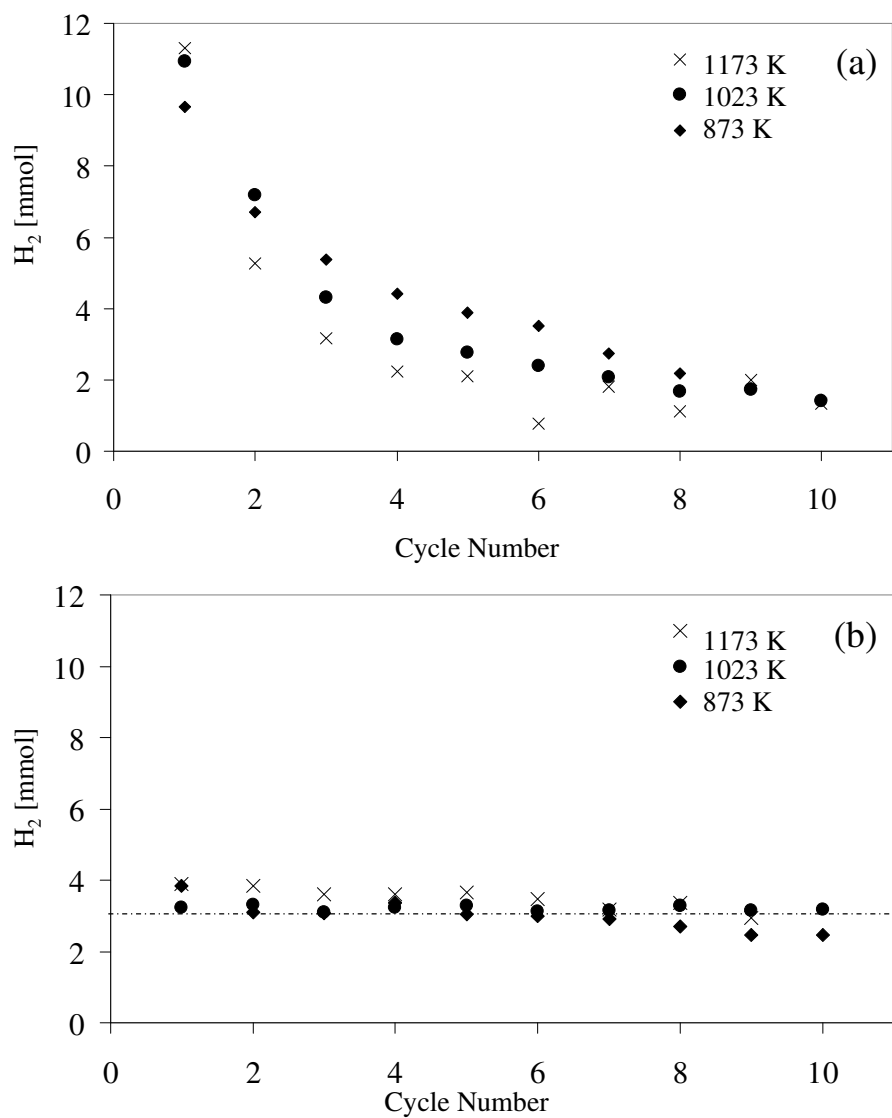 12
10
8
6
4
2
0
H₂ [mmol]
1173 K
1023 K
873 K
(a)
0 2 4 6 8 10
Cycle Number
12
10
8
6
4
2
0
H₂ [mmol]
1173 K
1023 K
873 K
(b)
0 2 4 6 8 10
Cycle Number